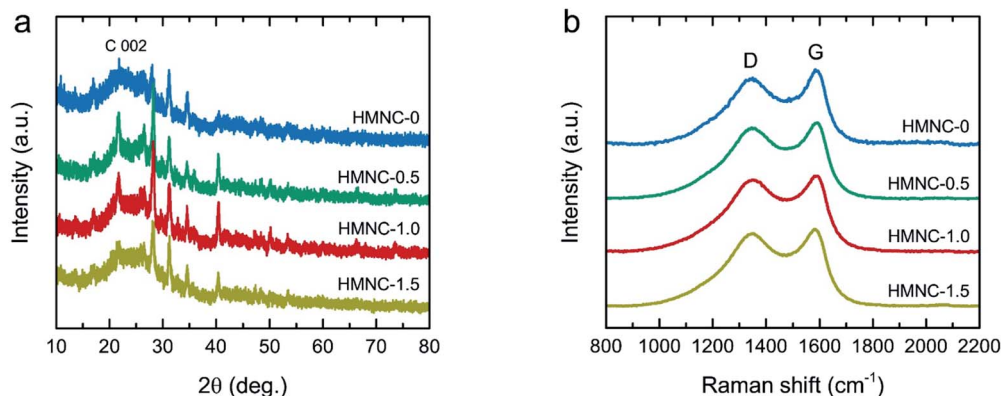 a
C 002
HMNC-0
HMNC-0.5
HMNC-1.0
HMNC-1.5
Intensity (a.u.)
10 20 30 40 50 60 70 80
2θ (deg.)
b
D G
HMNC-0
HMNC-0.5
HMNC-1.0
HMNC-1.5
Intensity (a.u.)
800 1000 1200 1400 1600 1800 2000 2200
Raman shift (cm⁻¹)